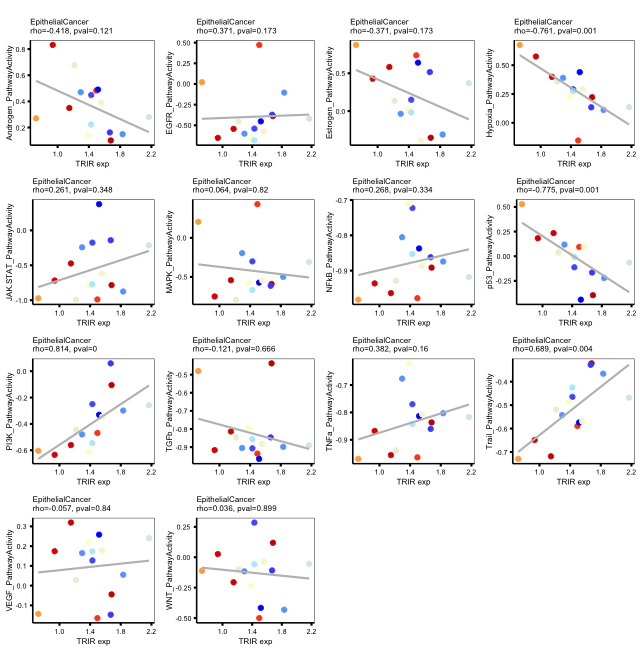 EpithelialCancer
rho=-0.418, pval=0.121
Androgen_PathwayActivity
0.8
0.6
0.4
0.2
1.0 1.4 1.8 2.2
TRIR exp
EpithelialCancer
rho=0.371, pval=0.173
EGFR_PathwayActivity
0.50
0.25
0.00
-0.25
-0.50
1.0 1.4 1.8 2.2
TRIR exp
EpithelialCancer
rho=-0.371, pval=0.173
Estrogen_PathwayActivity
0.5
0.0
1.0 1.4 1.8 2.2
TRIR exp
EpithelialCancer
rho=-0.761, pval=0.001
Hypoxia_PathwayActivity
0.50
0.25
0.00
1.0 1.4 1.8 2.2
TRIR exp
EpithelialCancer
rho=0.261, pval=0.348
JAK.STAT_PathwayActivity
0.0
-0.5
-1.0
1.0 1.4 1.8 2.2
TRIR exp
EpithelialCancer
rho=0.064, pval=0.82
MAPK_PathwayActivity
0.0
-0.5
1.0 1.4 1.8 2.2
TRIR exp
EpithelialCancer
rho=0.268, pval=0.334
NFkB_PathwayActivity
-0.7
-0.8
-0.9
1.0 1.4 1.8 2.2
TRIR exp
EpithelialCancer
rho=-0.775, pval=0.001
p53_PathwayActivity
0.50
0.25
0.00
-0.25
1.0 1.4 1.8 2.2
TRIR exp
EpithelialCancer
rho=0.814, pval=0
PI3K_PathwayActivity
0.0
-0.2
-0.4
-0.6
1.0 1.4 1.8 2.2
TRIR exp
EpithelialCancer
rho=-0.121, pval=0.666
TGFb_PathwayActivity
-0.5
-0.6
-0.7
-0.8
-0.9
1.0 1.4 1.8 2.2
TRIR exp
EpithelialCancer
rho=0.382, pval=0.16
TNFa_PathwayActivity
-0.7
-0.8
-0.9
1.0 1.4 1.8 2.2
TRIR exp
EpithelialCancer
rho=0.689, pval=0.004
Trail_PathwayActivity
-0.4
-0.5
-0.6
-0.7
1.0 1.4 1.8 2.2
TRIR exp
EpithelialCancer
rho=-0.057, pval=0.84
VEGF_PathwayActivity
0.3
0.2
0.1
0.0
-0.1
1.0 1.4 1.8 2.2
TRIR exp
EpithelialCancer
rho=0.036, pval=0.899
WNT_PathwayActivity
0.25
0.00
-0.25
-0.50
1.0 1.4 1.8 2.2
TRIR exp